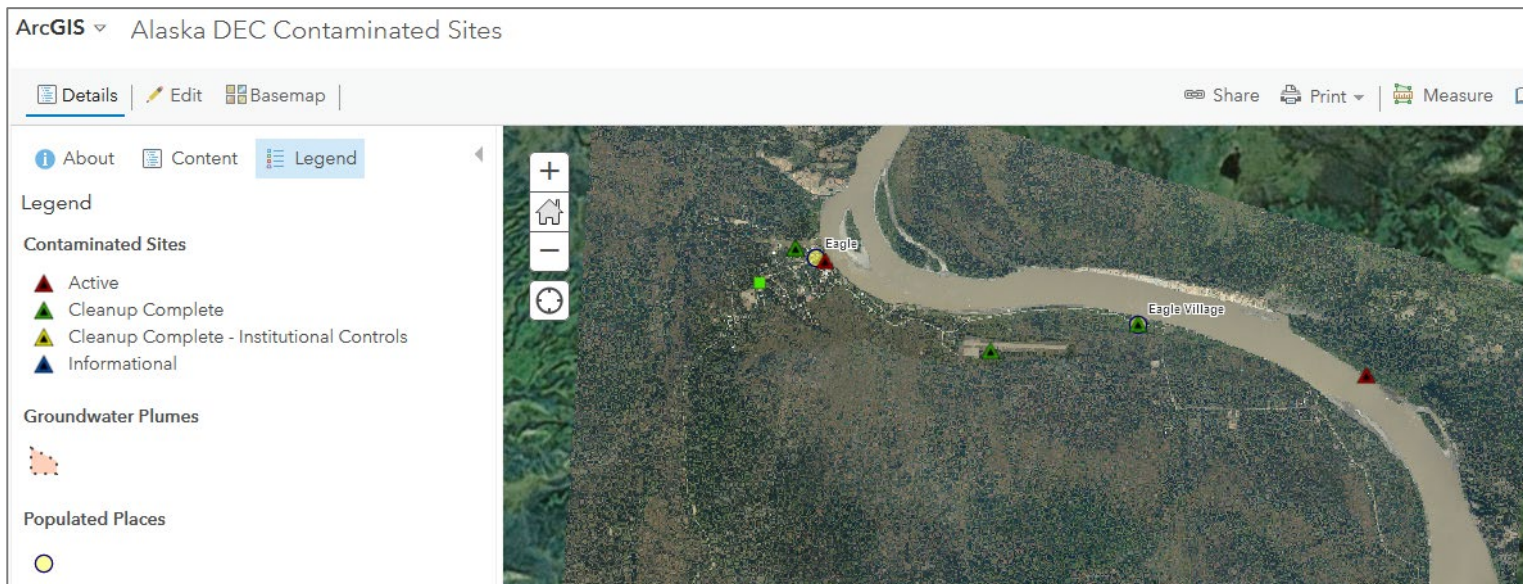 ArcGIS Alaska DEC Contaminated Sites
Details Edit Basemap Share Print Measure
About Content Legend
Legend
Contaminated Sites
Active
Cleanup Complete
Cleanup Complete - Institutional Controls
Informational
Groundwater Plumes
Populated Places
Eagle
Eagle Village